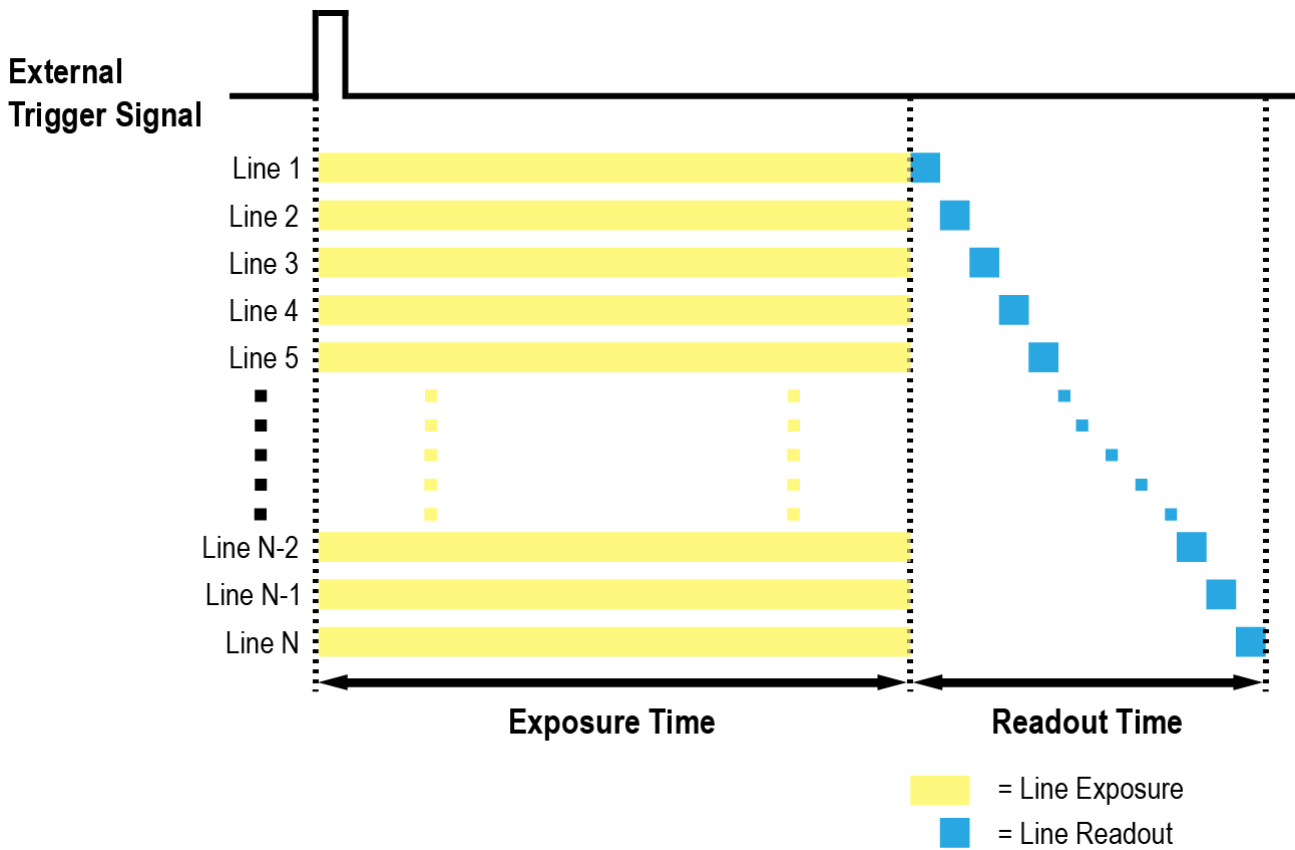 External
Trigger Signal
Line 1
Line 2
Line 3
Line 4
Line 5
Line N-2
Line N-1
Line N
Exposure Time
Readout Time
= Line Exposure
= Line Readout